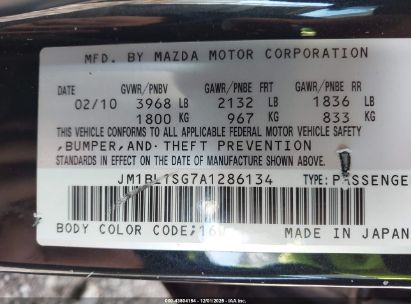 MFD. BY MAZDA MOTOR CORPORATION
DATE GVWR/PNBV GAWR/PNBE FRT GAWR/PNBE RR
02/10 3968 LB 2132 LB 1836 LB
1800 KG 967 KG 833 KG
THIS VEHICLE CONFORMS TO ALL APPLICABLE FEDERAL MOTOR VEHICLE SAFETY,
,BUMPER,AND THEFT PREVENTION
STANDARDS IN EFFECT ON THE DATE OF MANUFACTURE SHOWN ABOVE.
JM1BL1SG7A1286134 TYPE:PASSENGE
BODY COLOR CODE:16W MADE IN JAPAN